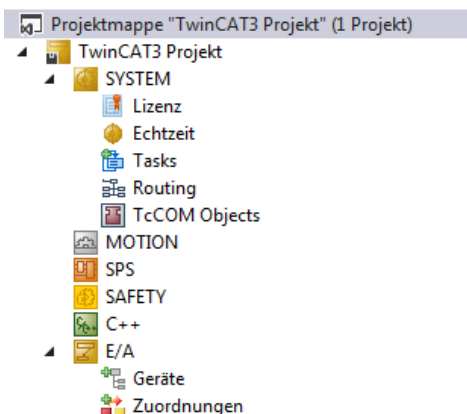 Projektmappe "TwinCAT3 Projekt" (1 Projekt)
TwinCAT3 Projekt
SYSTEM
Lizenz
Echtzeit
Tasks
Routing
TcCOM Objects
MOTION
SPS
SAFETY
C++
E/A
Geräte
Zuordnungen